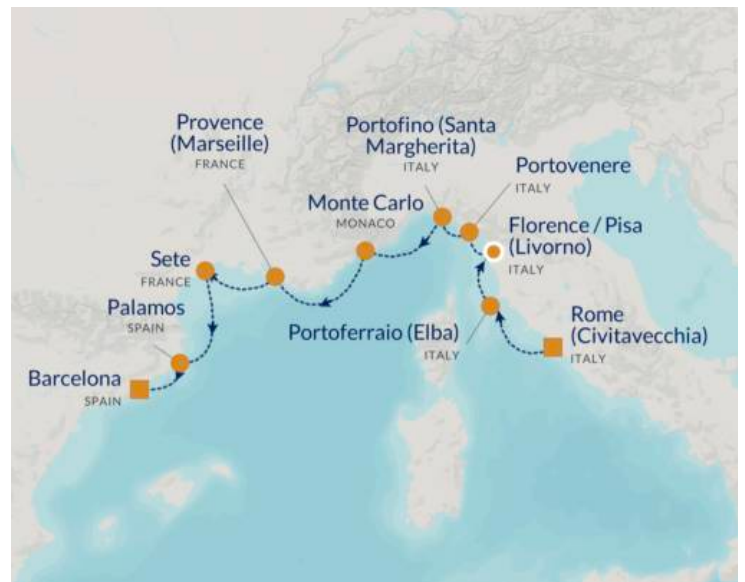 Provence
(Marseille)
FRANCE
Portofino (Santa
Margherita)
ITALY
Portovenere
ITALY
Monte Carlo
MONACO
Florence / Pisa
(Livorno)
ITALY
Sete
FRANCE
Palamos
SPAIN
Portoferraio (Elba)
ITALY
Rome
(Civitavecchia)
ITALY
Barcelona
SPAIN